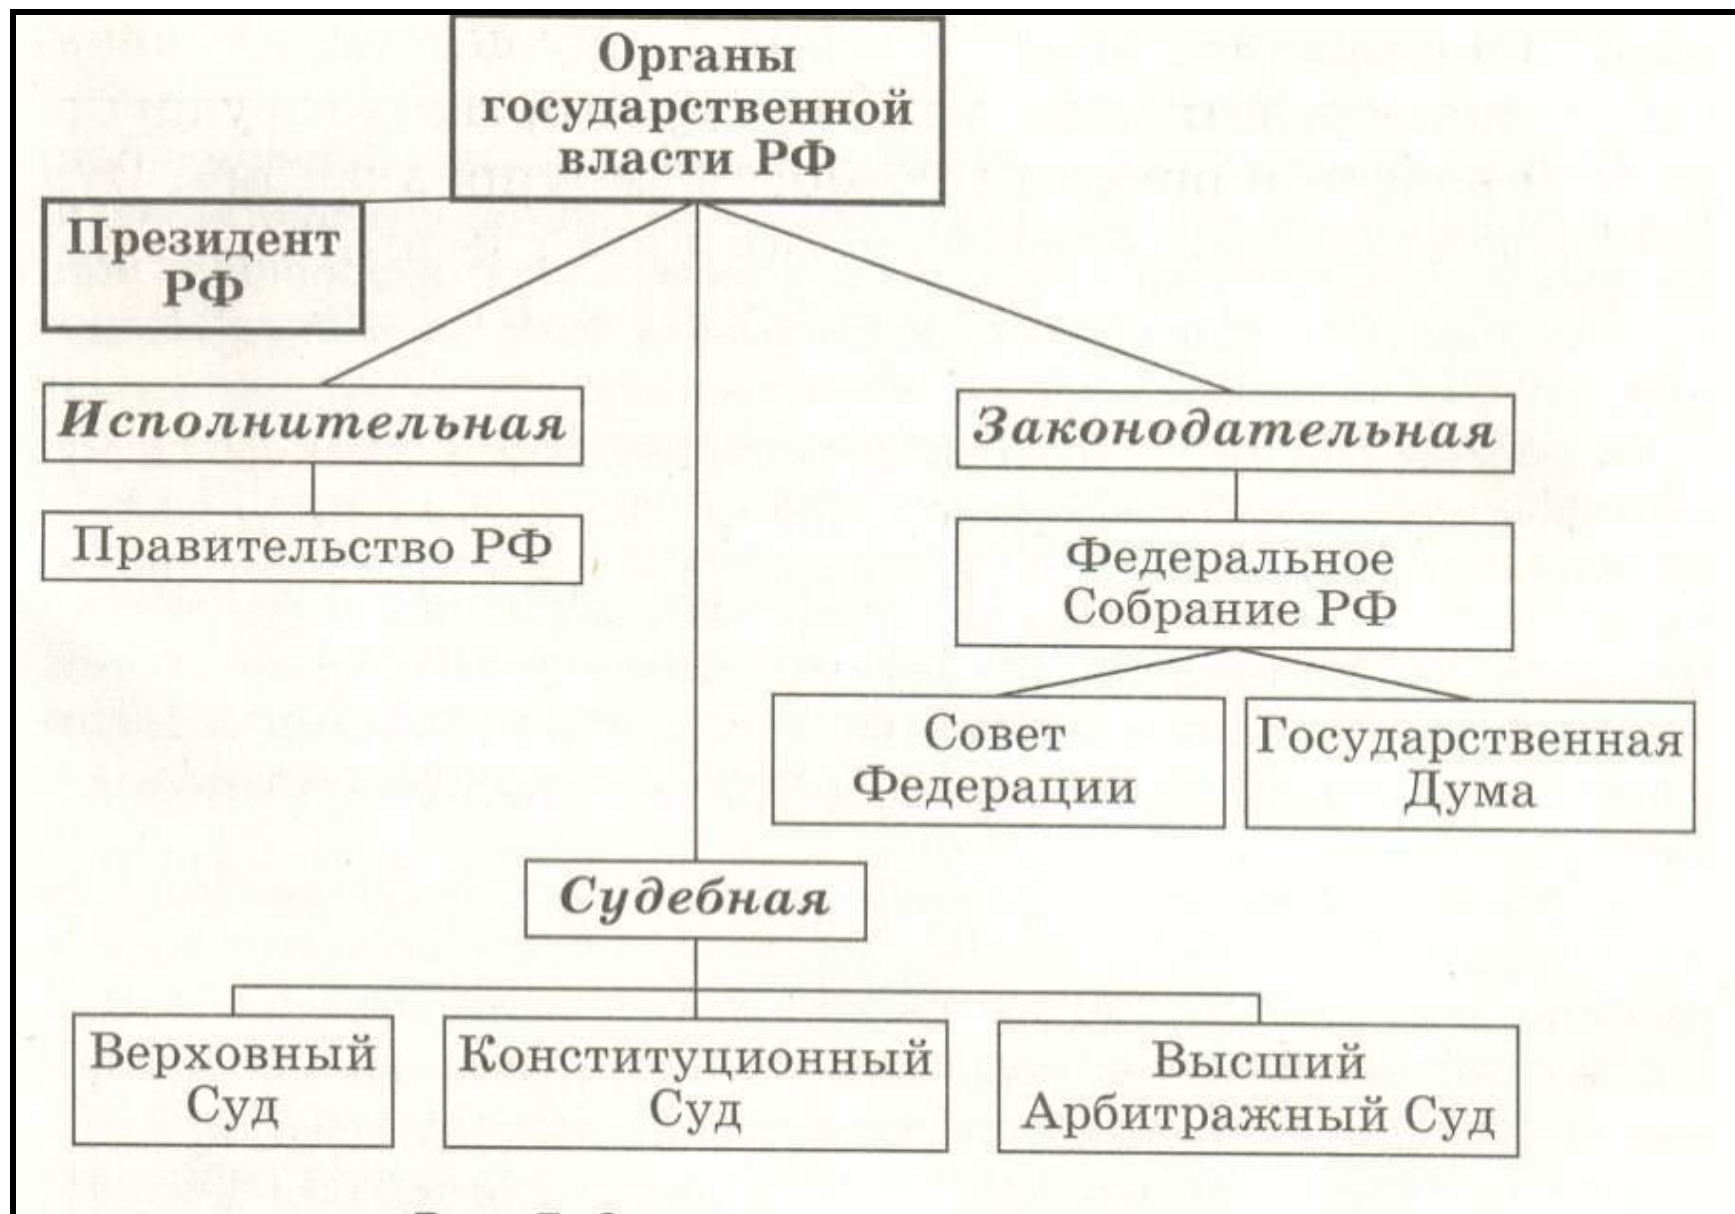 Органы
государственной
власти РФ
Президент
РФ
Исполнительная
Законодательная
Правительство РФ
Федеральное
Собрание РФ
Совет
Федерации
Государственная
Дума
Судебная
Верховный
Суд
Конституционный
Суд
Высший
Арбитражный Суд